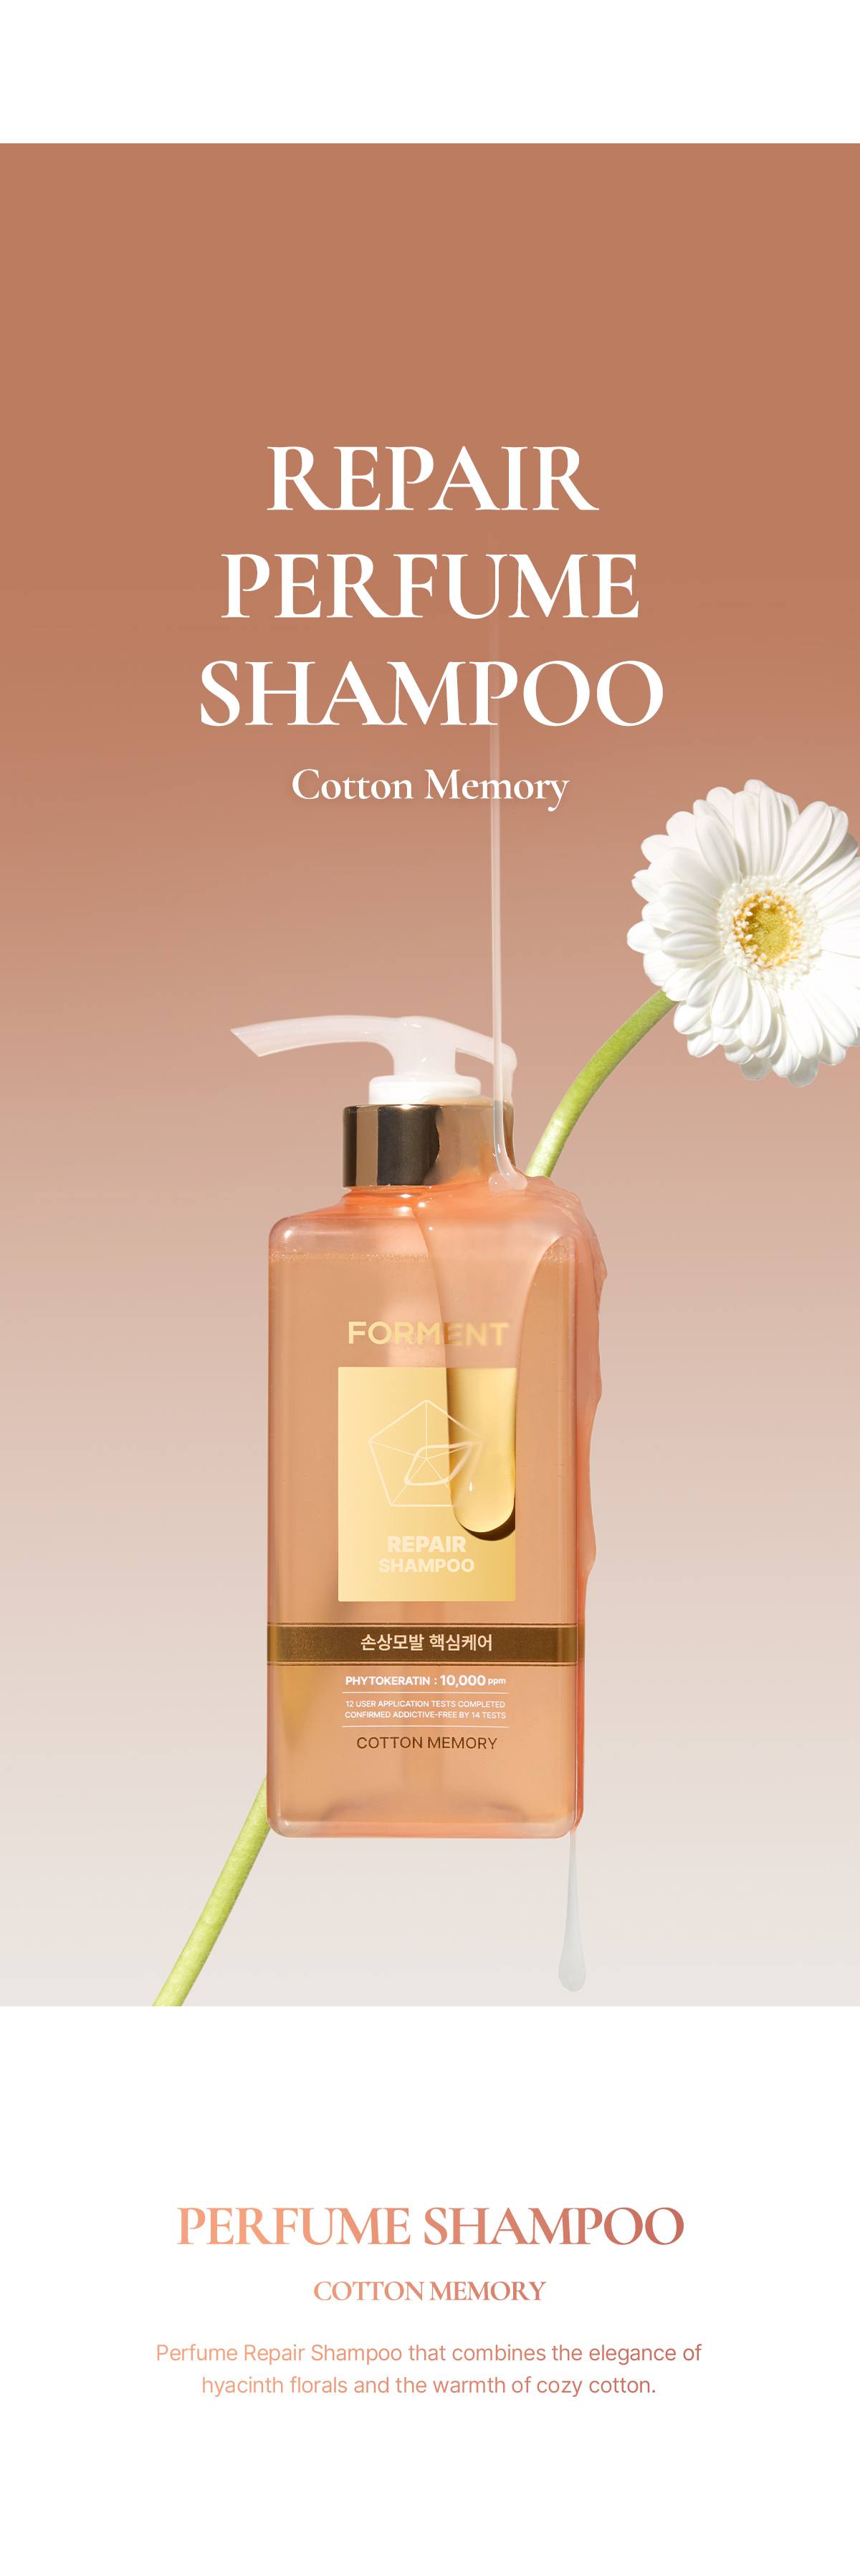 REPAIR
PERFUME
SHAMPOO
Cotton Memory
FORMENT
REPAIR
SHAMPOO
손상모발 핵심케어
PHYTOKERATIN : 10,000 ppm
12 USER APPLICATION TESTS COMPLETED
CONFIRMED ADDICTIVE-FREE BY 14 TESTS
COTTON MEMORY
PERFUME SHAMPOO
COTTON MEMORY
Perfume Repair Shampoo that combines the elegance of
hyacinth florals and the warmth of cozy cotton.